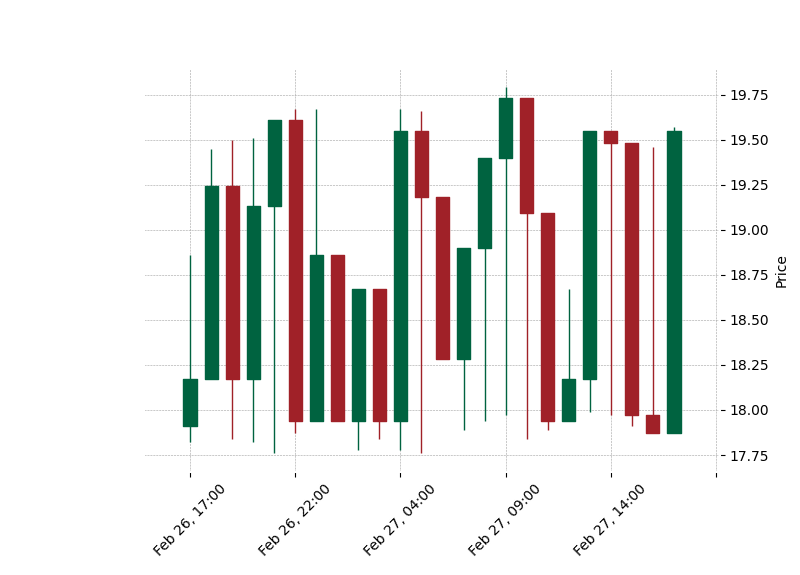 19.75
19.50
19.25
19.00
18.75
18.50
18.25
18.00
17.75
Price
Feb 26, 17:00
Feb 26, 22:00
Feb 27, 04:00
Feb 27, 09:00
Feb 27, 14:00